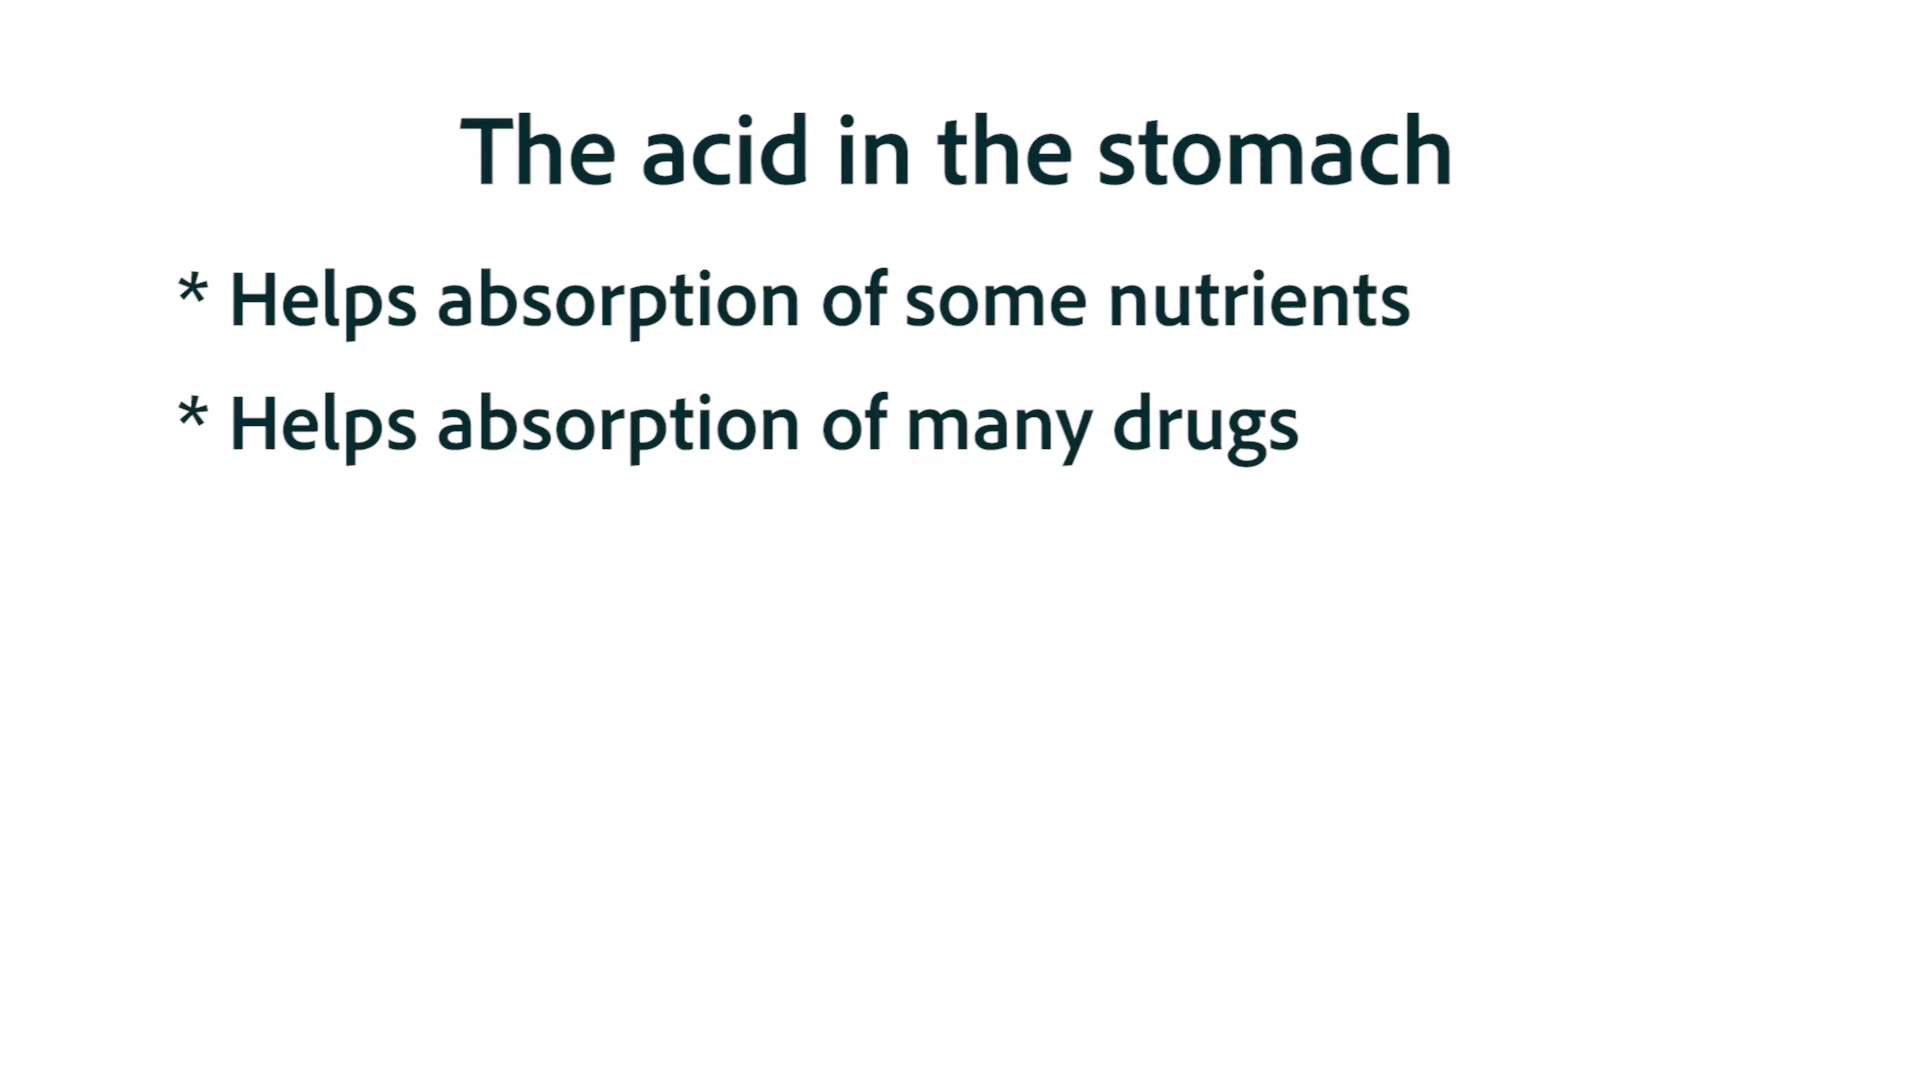 The acid in the stomach
* Helps absorption of some nutrients
* Helps absorption of many drugs